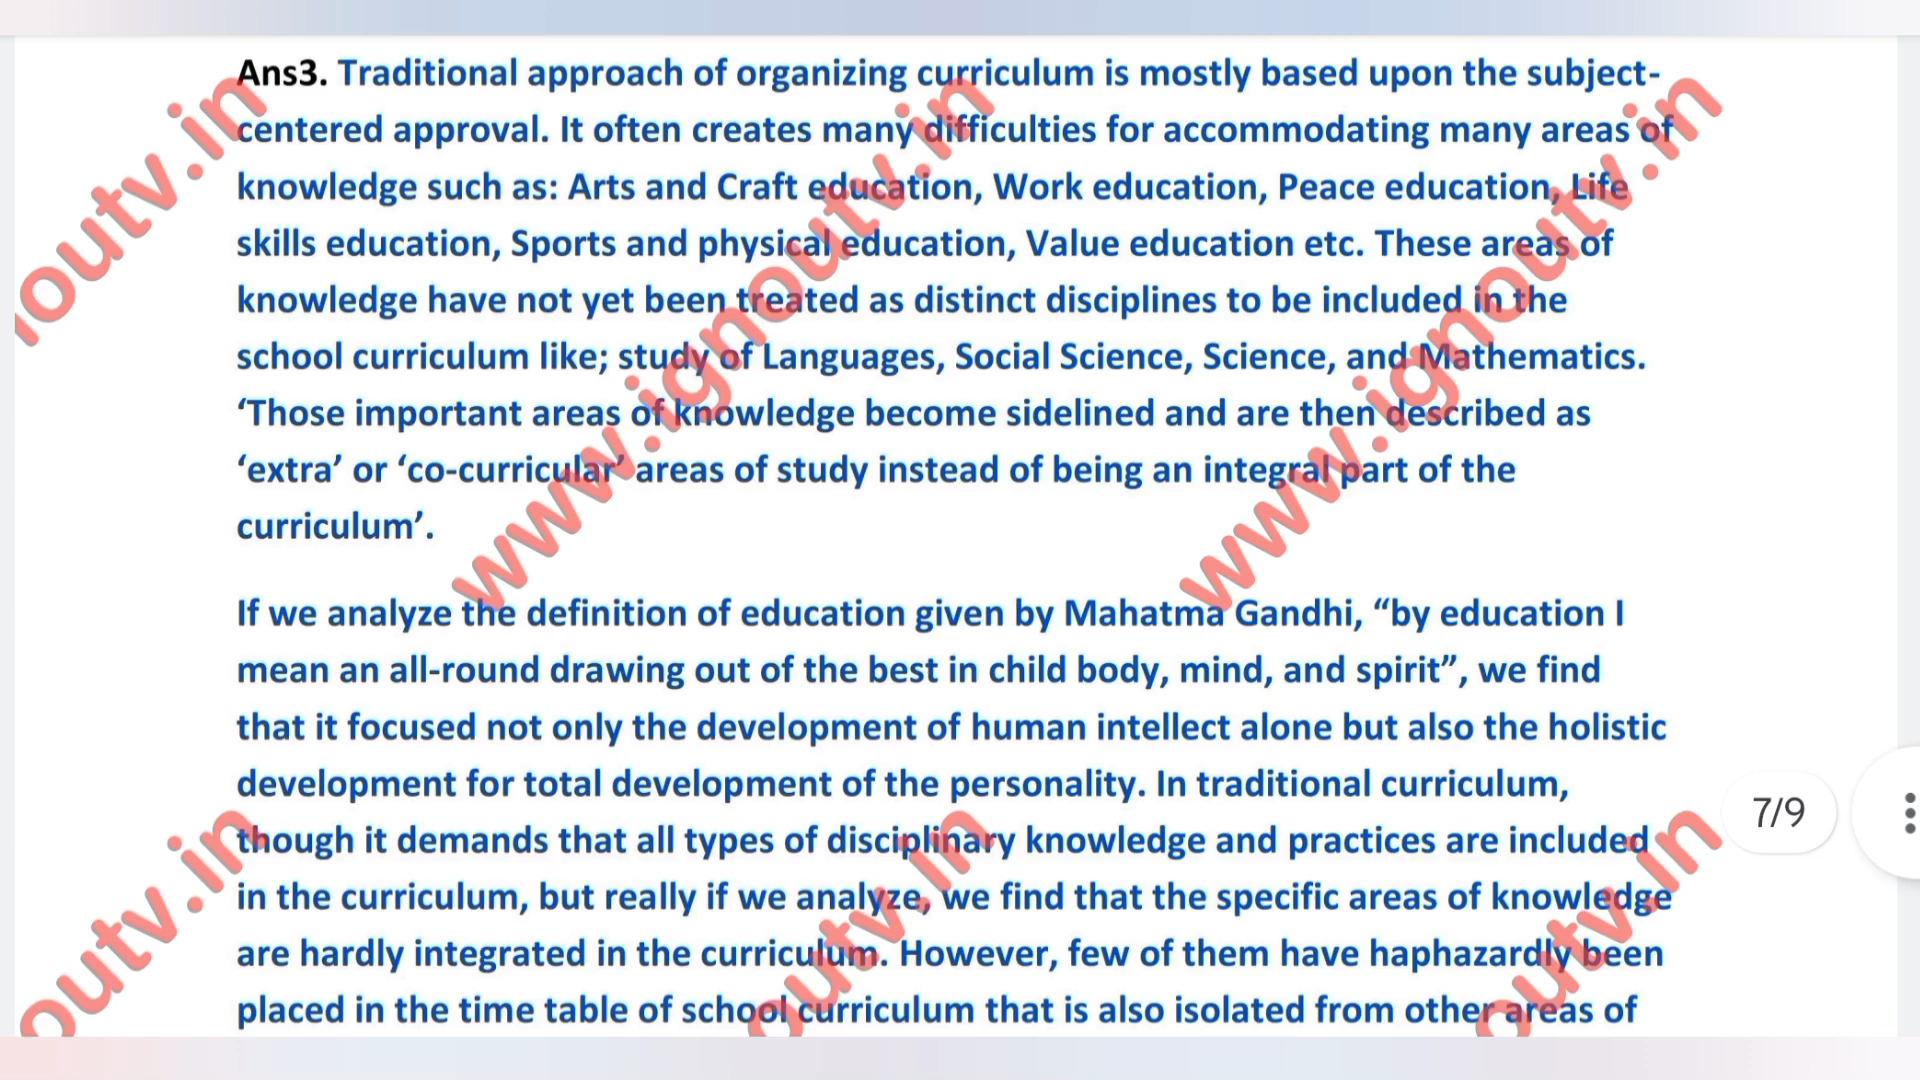 Ans3. Traditional approach of organizing curriculum is mostly based upon the subject-
centered approval. It often creates many difficulties for accommodating many areas of
knowledge such as: Arts and Craft education, Work education, Peace education, Life
skills education, Sports and physical education, Value education etc. These areas of
knowledge have not yet been treated as distinct disciplines to be included in the
school curriculum like; study of Languages, Social Science, Science, and Mathematics.
‘Those important areas of knowledge become sidelined and are then described as
‘extra’ or ‘co-curricular’ areas of study instead of being an integral part of the
curriculum’.
If we analyze the definition of education given by Mahatma Gandhi, “by education I
mean an all-round drawing out of the best in child body, mind, and spirit”, we find
that it focused not only the development of human intellect alone but also the holistic
development for total development of the personality. In traditional curriculum,
though it demands that all types of disciplinary knowledge and practices are included
in the curriculum, but really if we analyze, we find that the specific areas of knowledge
are hardly integrated in the curriculum. However, few of them have haphazardly been
placed in the time table of school curriculum that is also isolated from other areas of
7/9
outv.in
www.ignoutv.in
www.ignoutv.in
outv.in
outv.in
outv.in